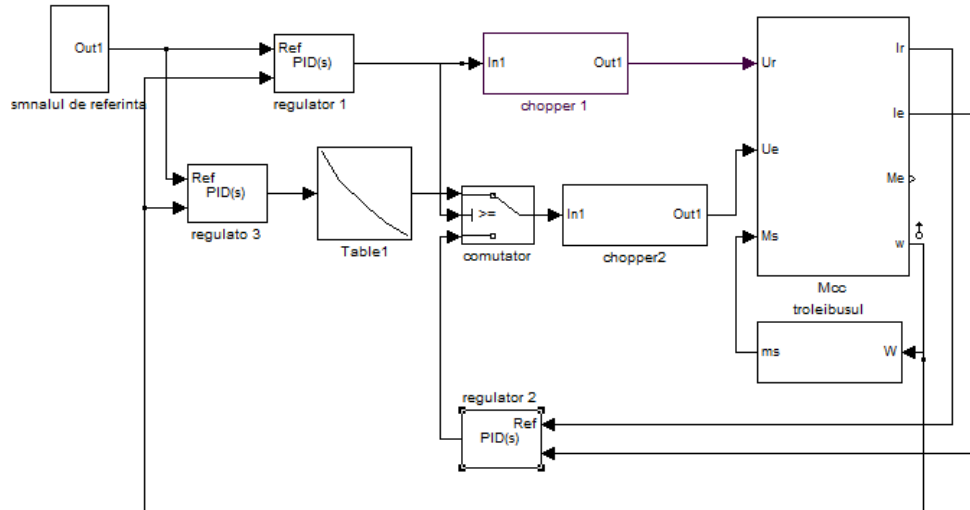 Out1
smnalul de referinta
Ref
PID(s)
regulator 1
In1
Out1
chopper 1
Ur
Ue
Ms
Ir
Ie
Me
w
Mcc
Ref
PID(s)
regulato 3
Table1
>=
comutator
In1
Out1
chopper2
troleibusul
ms
W
regulator 2
Ref
PID(s)